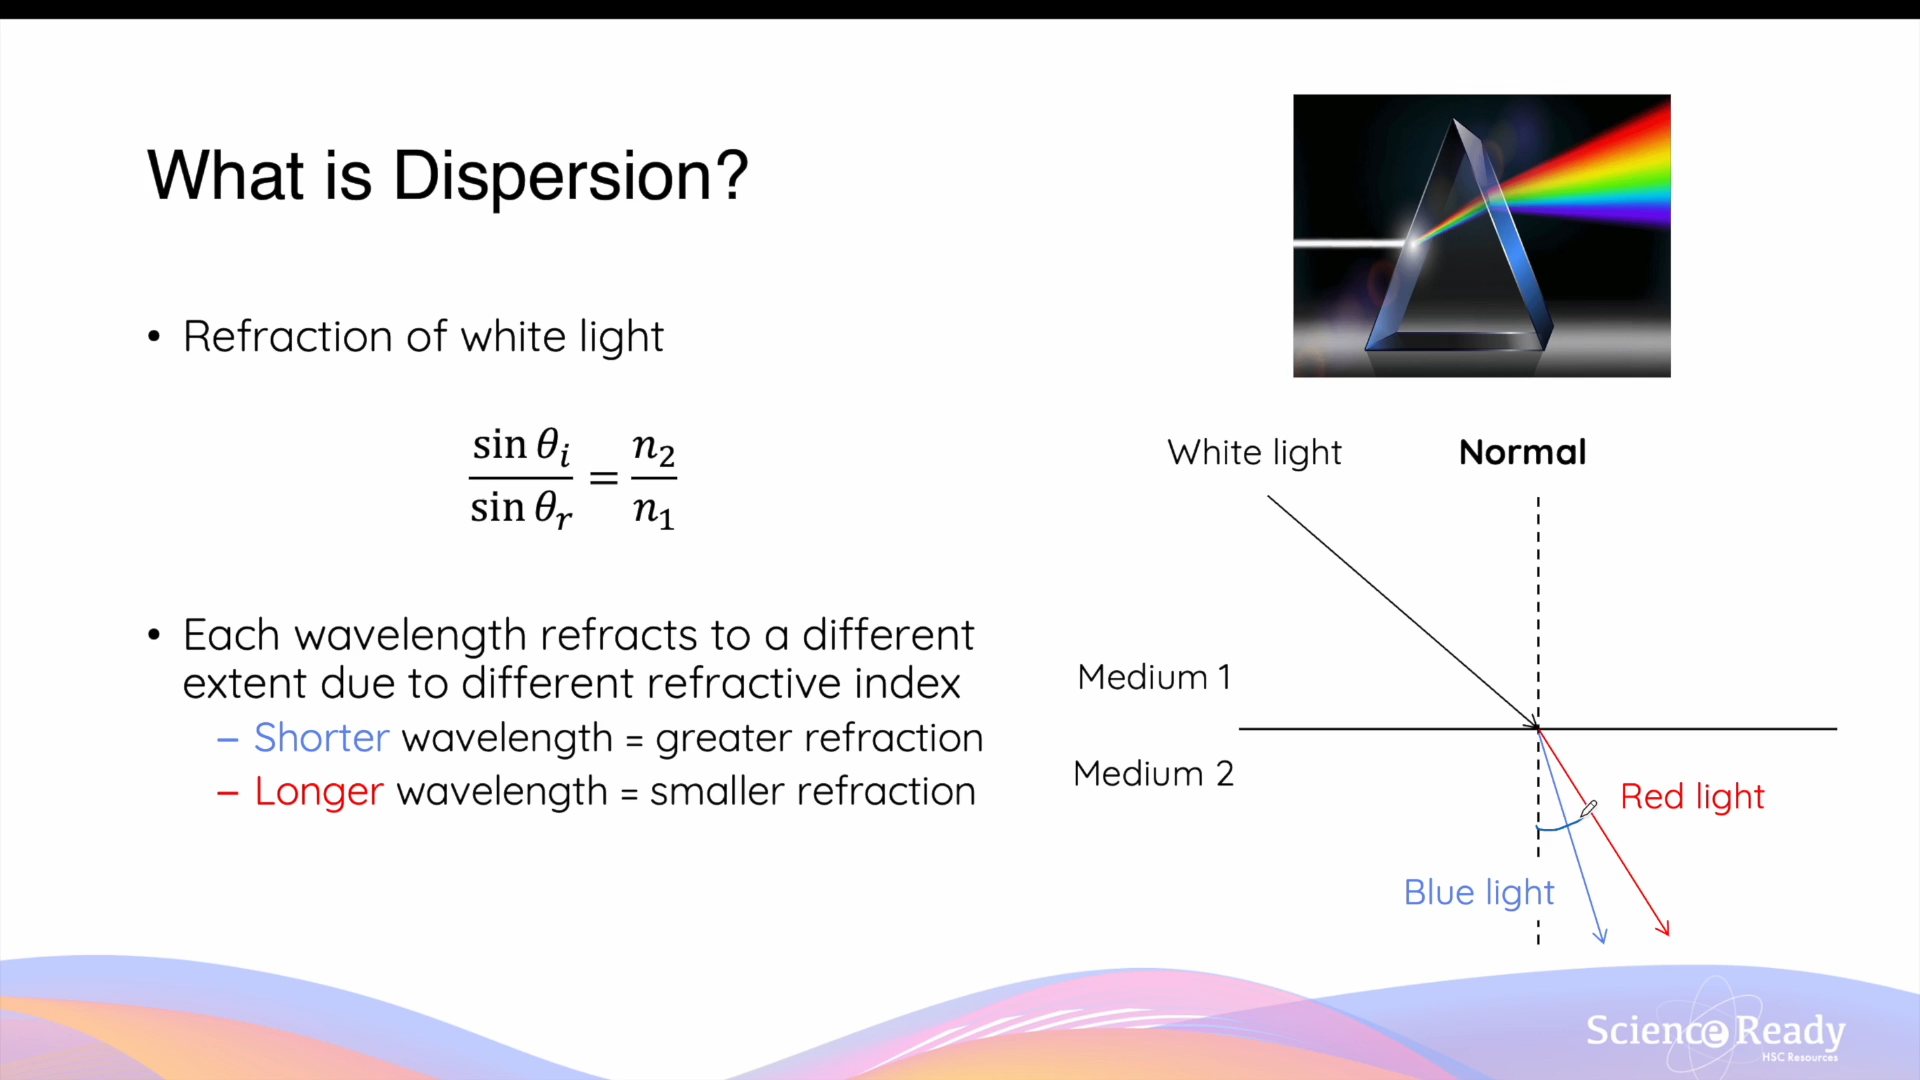 What is Dispersion?
• Refraction of white light
sin θᵢ / sin θᵣ = n₂ / n₁
• Each wavelength refracts to a different
extent due to different refractive index
– Shorter wavelength = greater refraction
– Longer wavelength = smaller refraction
White light
Normal
Medium 1
Medium 2
Red light
Blue light
Science Ready
HSC Resources